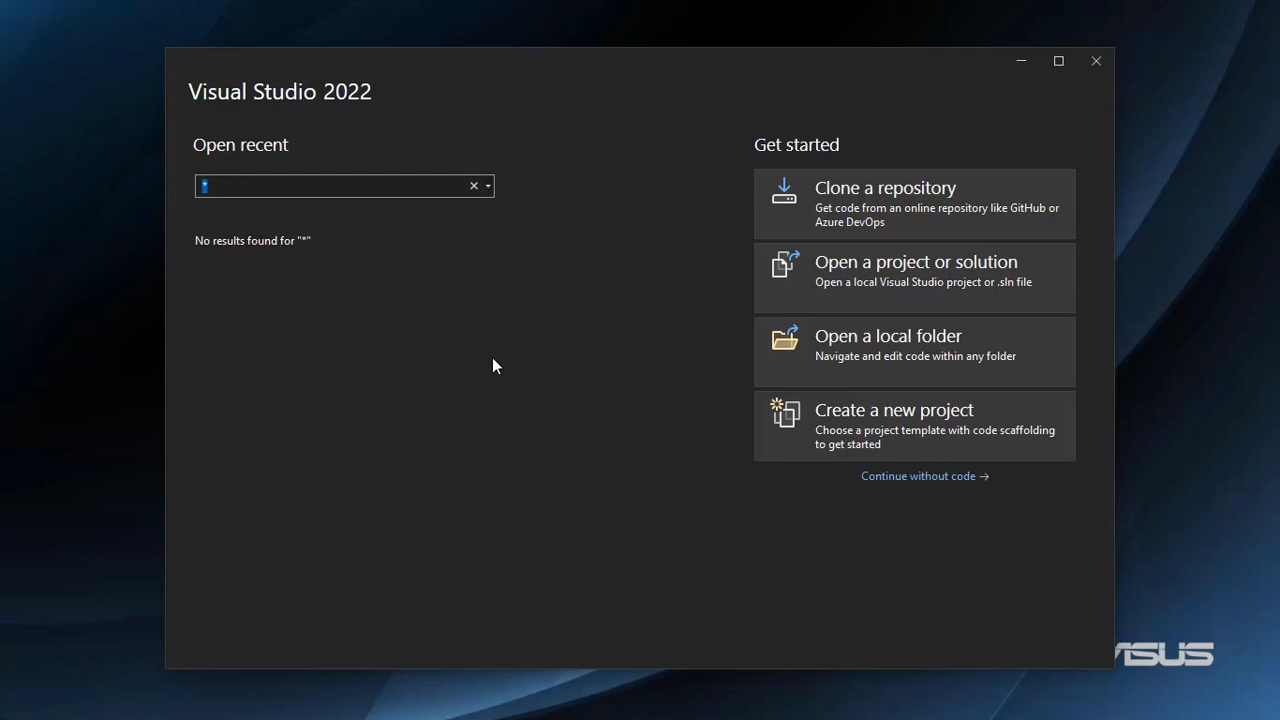 Visual Studio 2022
Open recent
*
No results found for "*"
Get started
Clone a repository
Get code from an online repository like GitHub or
Azure DevOps
Open a project or solution
Open a local Visual Studio project or .sln file
Open a local folder
Navigate and edit code within any folder
Create a new project
Choose a project template with code scaffolding
to get started
Continue without code →
ASUS